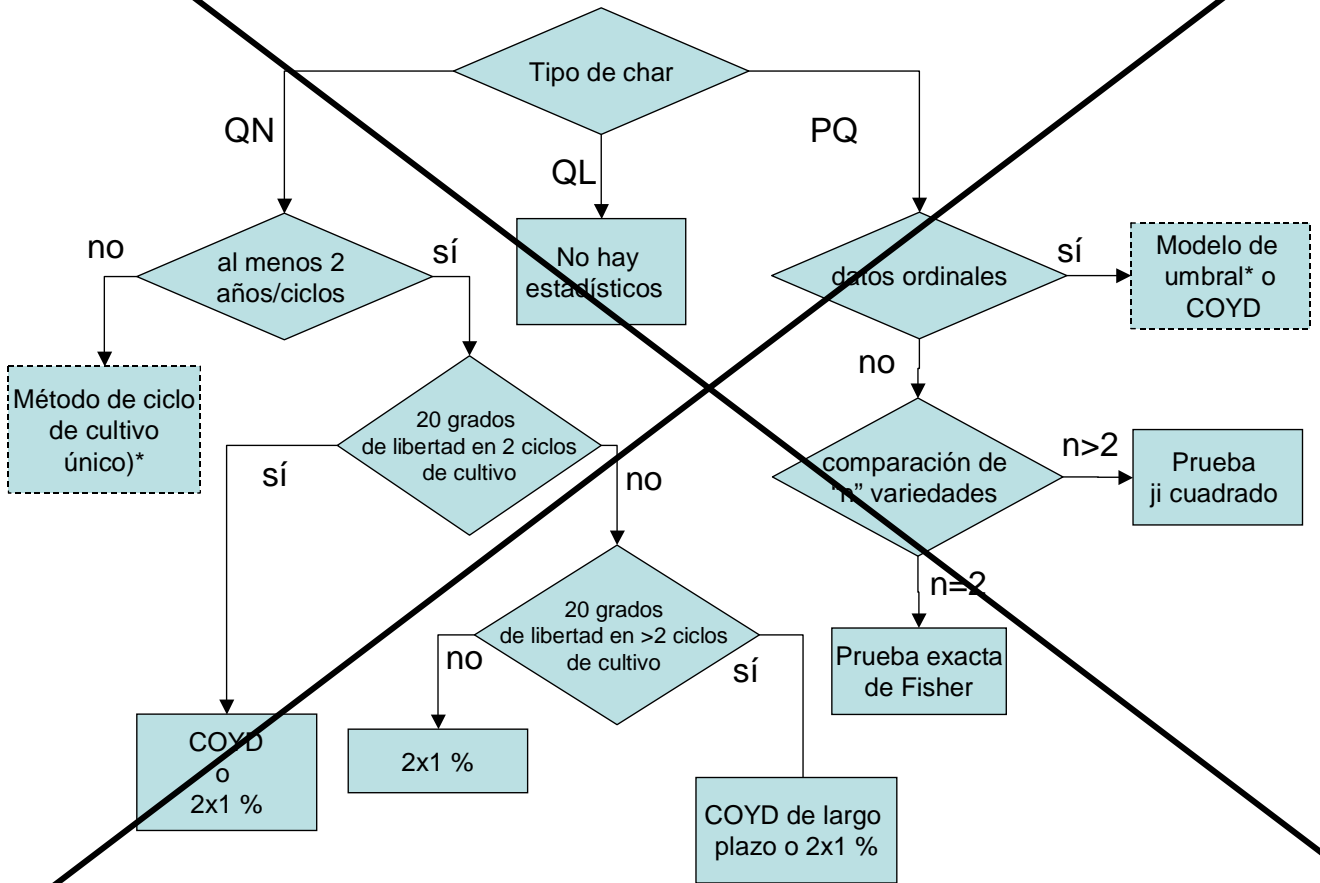 Tipo de char
QN
QL
PQ
no
al menos 2
años/ciclos
sí
No hay
estadísticos
datos ordinales
sí
Modelo de
umbral* o
COYD
Método de ciclo
de cultivo
único)*
20 grados
de libertad en 2 ciclos
de cultivo
no
comparación de
"n" variedades
n>2
Prueba
ji cuadrado
sí
no
n=2
20 grados
de libertad en >2 ciclos
de cultivo
no
sí
Prueba exacta
de Fisher
COYD
o
2x1 %
2x1 %
COYD de largo
plazo o 2x1 %